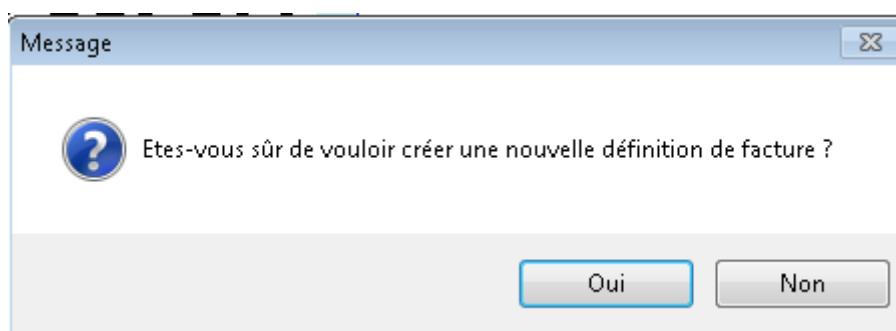 Message
Etes-vous sûr de vouloir créer une nouvelle définition de facture ?
Oui
Non